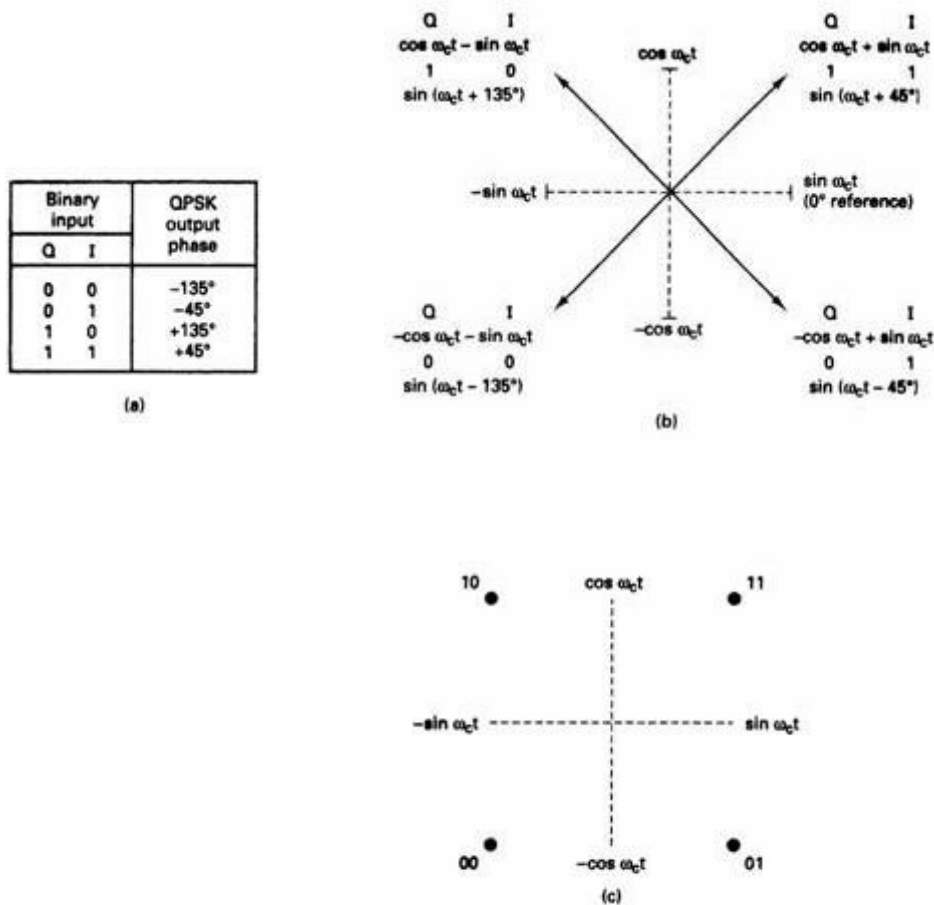 Binary input
QPSK output phase
Q I
0 0 −135°
0 1 −45°
1 0 +135°
1 1 +45°
(a)
Q I
cos ωct − sin ωct
1 0
sin (ωct + 135°)
cos ωct
Q I
cos ωct + sin ωct
1 1
sin (ωct + 45°)
−sin ωct
sin ωct
(0° reference)
Q I
−cos ωct − sin ωct
0 0
sin (ωct − 135°)
−cos ωct
Q I
−cos ωct + sin ωct
0 1
sin (ωct − 45°)
(b)
10
cos ωct
11
−sin ωct
sin ωct
00
−cos ωct
01
(c)